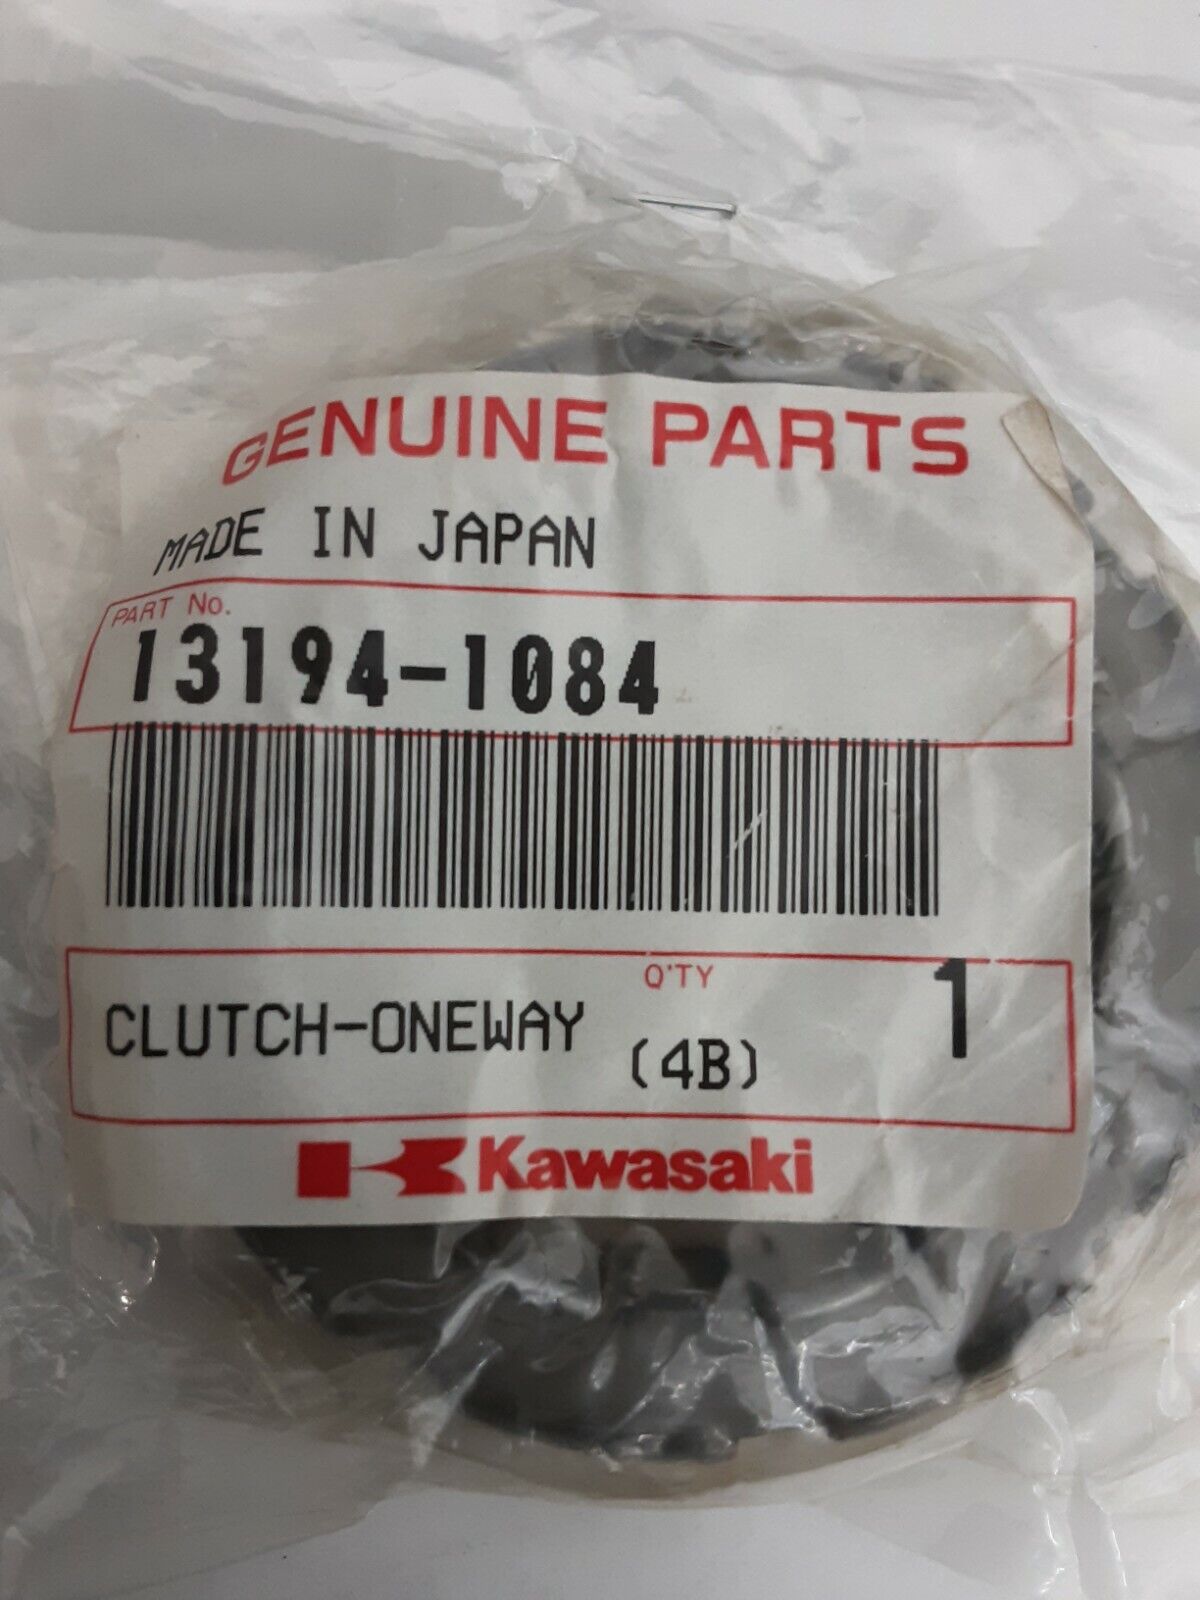 GENUINE PARTS
MADE IN JAPAN
PART No.
13194-1084
Q'TY
CLUTCH-ONEWAY (4B) 1
Kawasaki